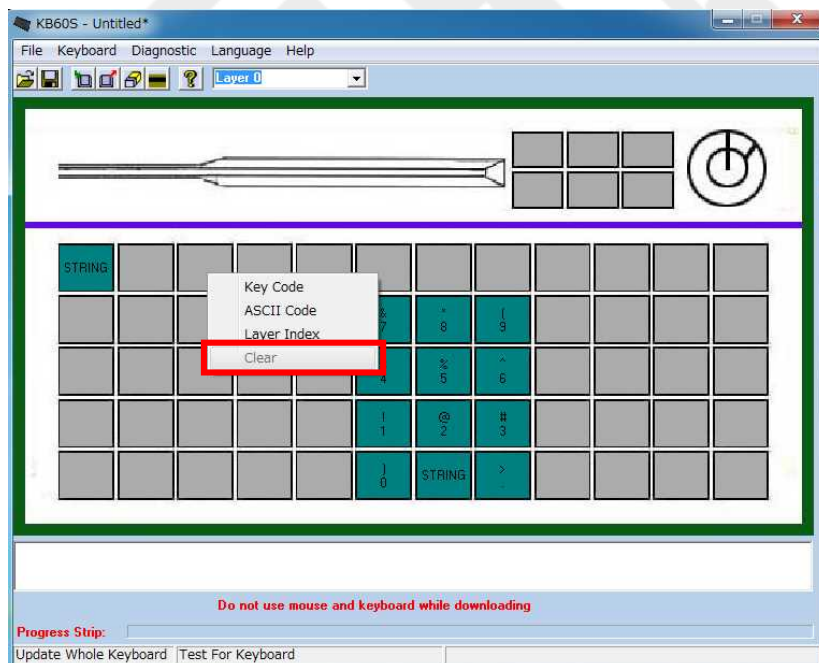 KB60S - Untitled*
File Keyboard Diagnostic Language Help
Layer 0
STRING
Key Code
ASCII Code
Layer Index
Clear
& * (
7 8 9
% ^
4 5 6
! @ #
1 2 3
) STRING >
0 .
Do not use mouse and keyboard while downloading
Progress Strip:
Update Whole Keyboard Test For Keyboard